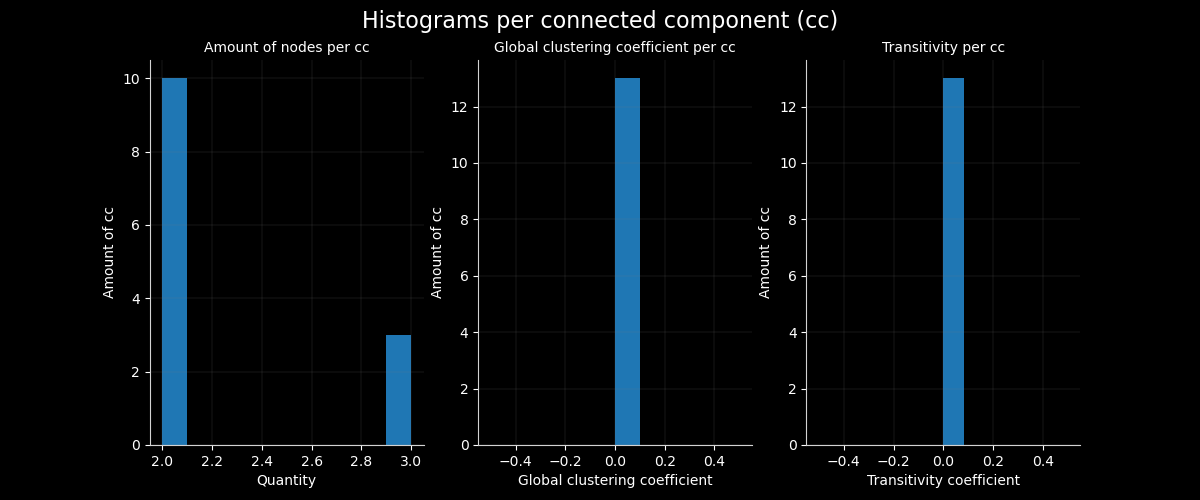 Histograms per connected component (cc)
Amount of nodes per cc
Amount of cc
10
8
6
4
2
0
2.0 2.2 2.4 2.6 2.8 3.0
Quantity
Global clustering coefficient per cc
Amount of cc
12
10
8
6
4
2
0
−0.4 −0.2 0.0 0.2 0.4
Global clustering coefficient
Transitivity per cc
Amount of cc
12
10
8
6
4
2
0
−0.4 −0.2 0.0 0.2 0.4
Transitivity coefficient